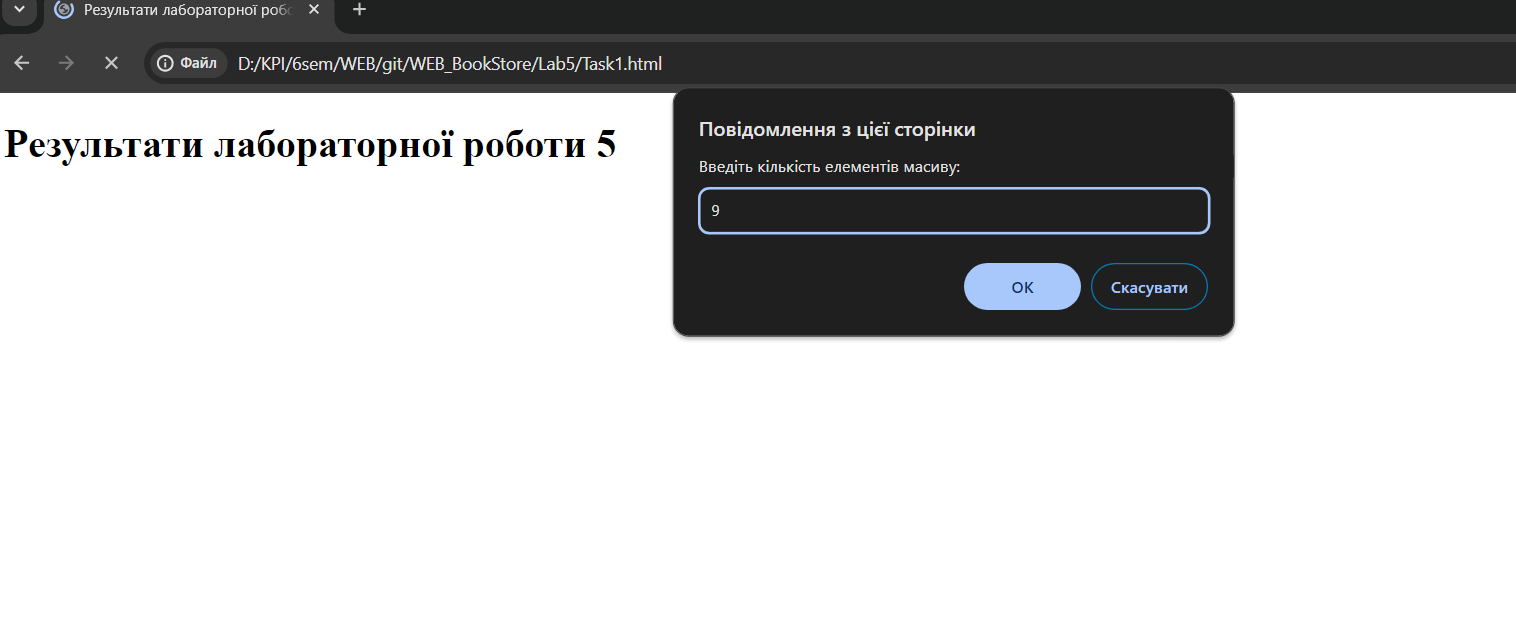 Результати лабораторної робо
Файл
D:/KPI/6sem/WEB/git/WEB_BookStore/Lab5/Task1.html
Результати лабораторної роботи 5
Повідомлення з цієї сторінки
Введіть кількість елементів масиву:
9
ОК
Скасувати